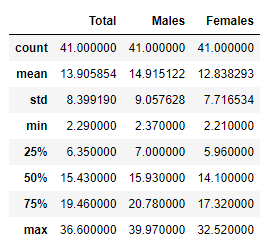 Total Males Females
count 41.000000 41.000000 41.000000
mean 13.905854 14.915122 12.838293
std 8.399190 9.057628 7.716534
min 2.290000 2.370000 2.210000
25% 6.350000 7.000000 5.960000
50% 15.430000 15.930000 14.100000
75% 19.460000 20.780000 17.320000
max 36.600000 39.970000 32.520000